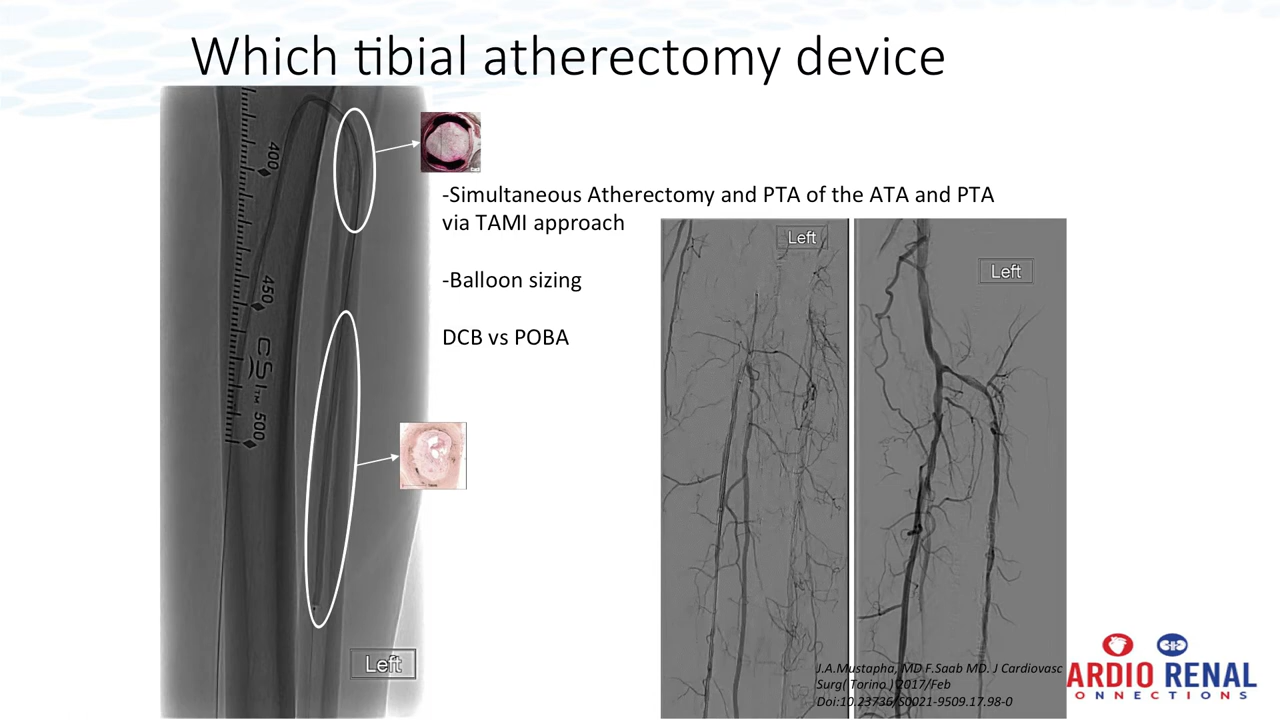 Which tibial atherectomy device
400
450
CSI™
500
Left
-Simultaneous Atherectomy and PTA of the ATA and PTA
via TAMI approach
-Balloon sizing
DCB vs POBA
Left
Left
J.A.Mustapha, MD F.Saab MD. J Cardiovasc
Surg( Torino ) 2017/Feb
Doi:10.23736/S0021-9509.17.98-0
ARDIO RENAL
ONNECTIONS